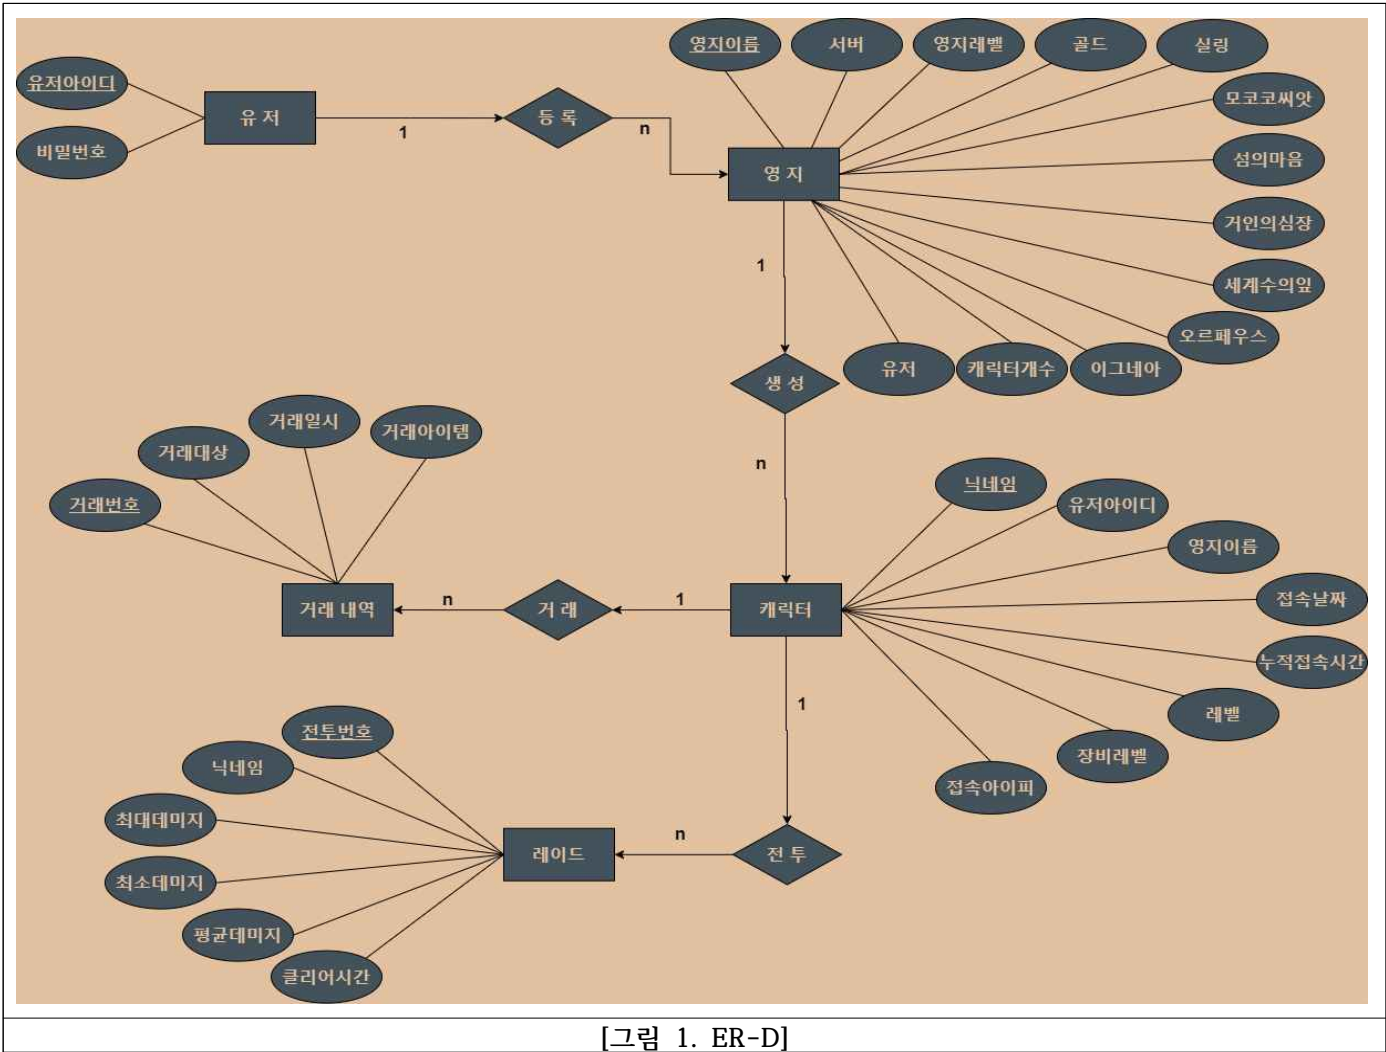 영지이름
서버
영지레벨
골드
실링
유저아이디
유 저
1
등 록
n
모코코씨앗
비밀번호
영 지
섬의마음
거인의심장
1
세계수의잎
오르페우스
유저
캐릭터개수
이그네아
생 성
거래일시
거래아이템
거래대상
n
닉네임
거래번호
유저아이디
영지이름
거래 내역
n
거 래
1
캐릭터
접속날짜
누적접속시간
1
레벨
전투번호
장비레벨
닉네임
접속아이피
최대데미지
레이드
n
전 투
최소데미지
평균데미지
클리어시간
[그림 1. ER-D]